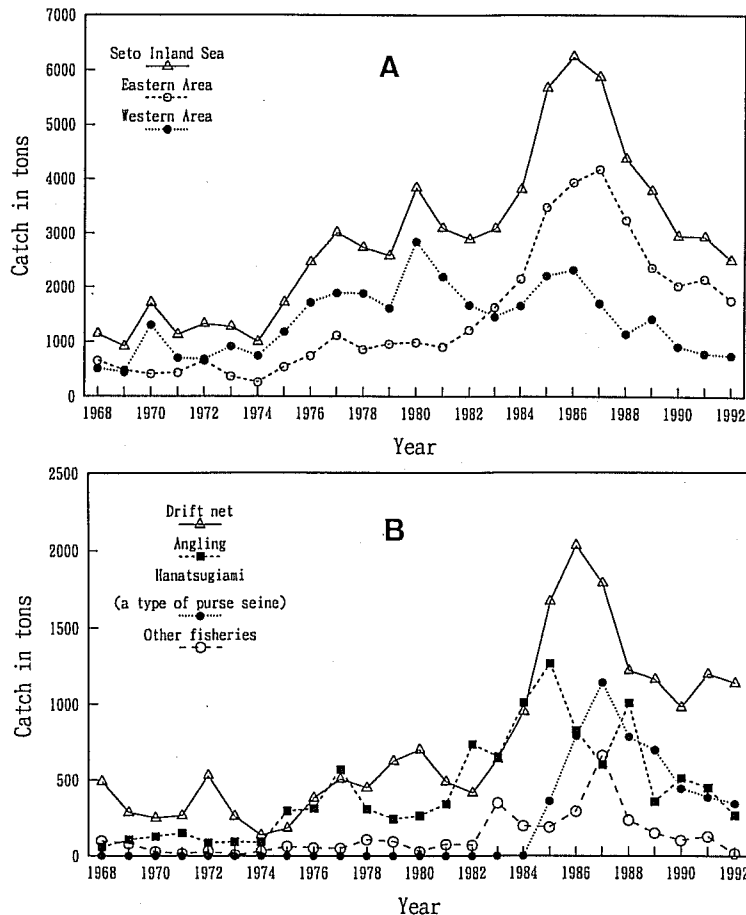 7000
6000
5000
4000
3000
2000
1000
0
Catch in tons
Seto Inland Sea
Eastern Area
Western Area
A
1968 1970 1972 1974 1976 1978 1980 1982 1984 1986 1988 1990 1992
Year
2500
2000
1500
1000
500
0
Catch in tons
Drift net
Angling
Hanatsugiami
(a type of purse seine)
Other fisheries
B
1968 1970 1972 1974 1976 1978 1980 1982 1984 1986 1988 1990 1992
Year